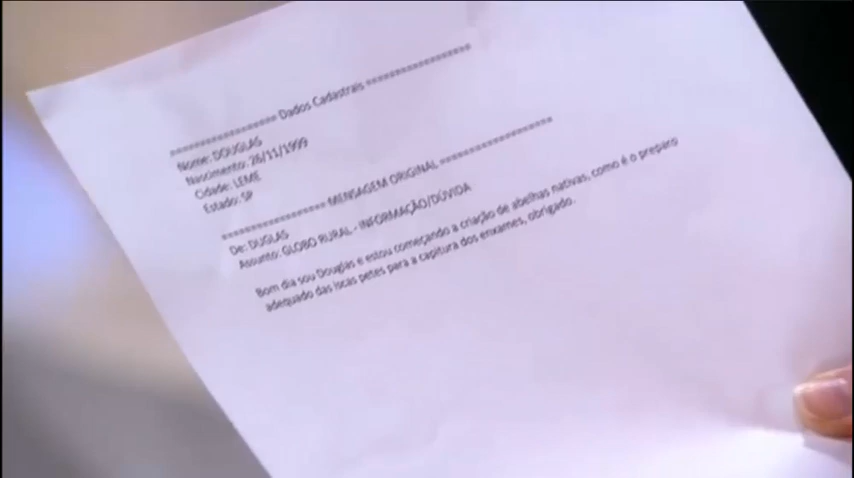 ================== Dados Cadastrais ==================
Nome: DOUGLAS
Nascimento: 26/11/1999
Cidade: LEME
Estado: SP
================== MENSAGEM ORIGINAL ==================
De: DUGLAS
Assunto: GLOBO RURAL - INFORMAÇÃO/DÚVIDA
Bom dia sou Douglas e estou começando a criação de abelhas nativas, como é o preparo
adequado das iscas petes para a capitura dos enxames, obrigado.